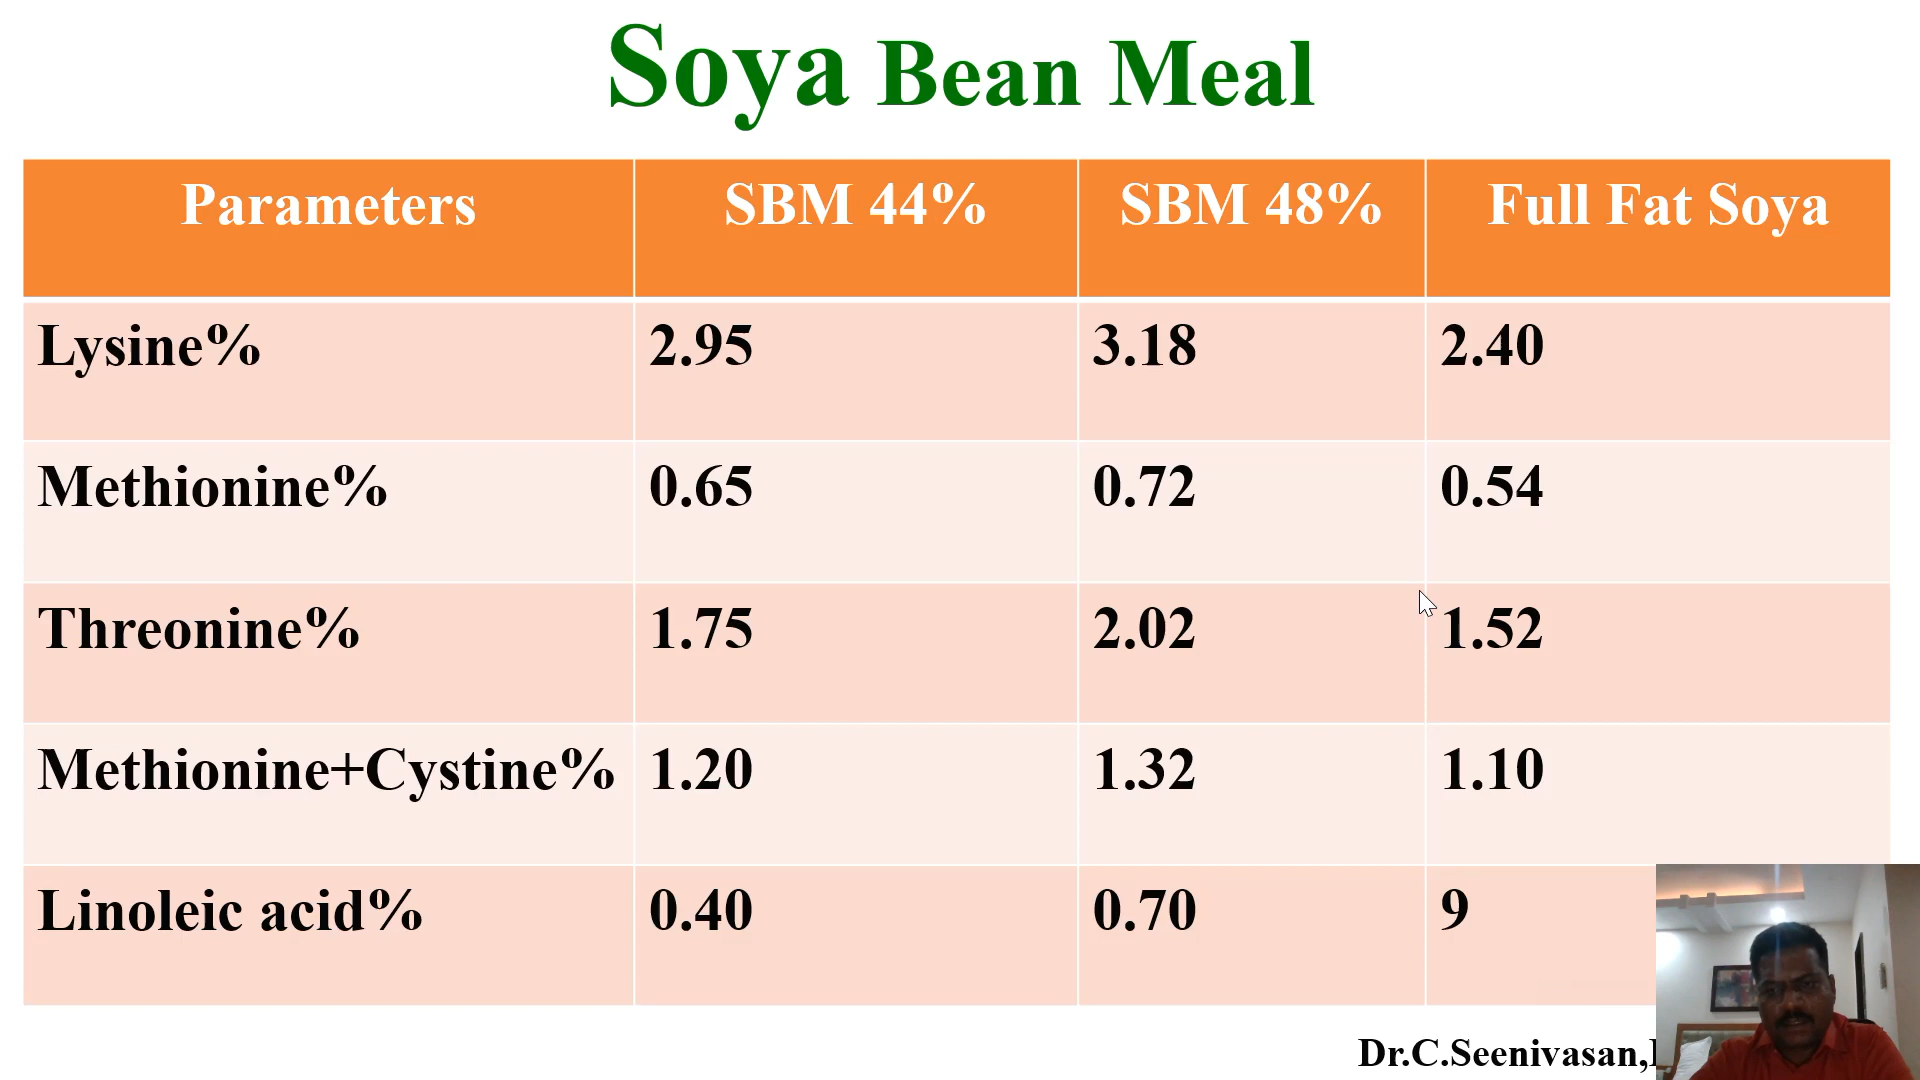 Soya Bean Meal
Parameters SBM 44% SBM 48% Full Fat Soya
Lysine% 2.95 3.18 2.40
Methionine% 0.65 0.72 0.54
Threonine% 1.75 2.02 1.52
Methionine+Cystine% 1.20 1.32 1.10
Linoleic acid% 0.40 0.70 9
Dr.C.Seenivasan,